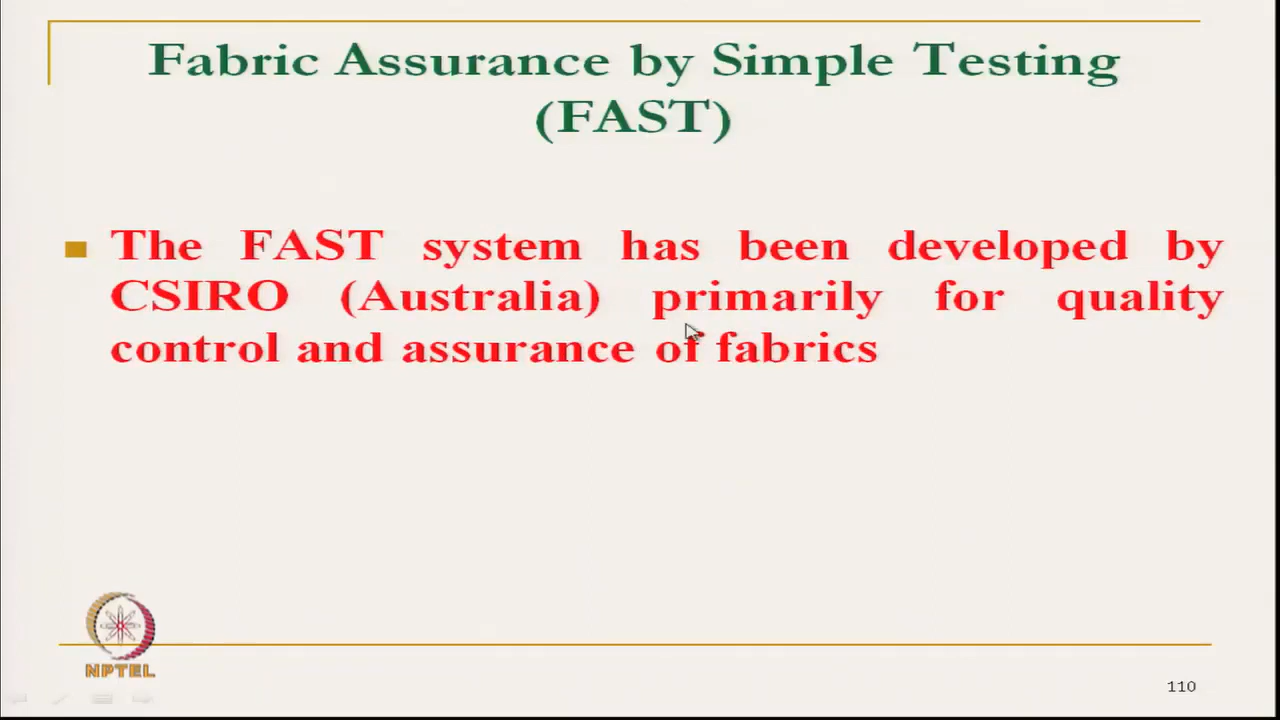 Fabric Assurance by Simple Testing
(FAST)
The FAST system has been developed by
CSIRO (Australia) primarily for quality
control and assurance of fabrics
NPTEL
110